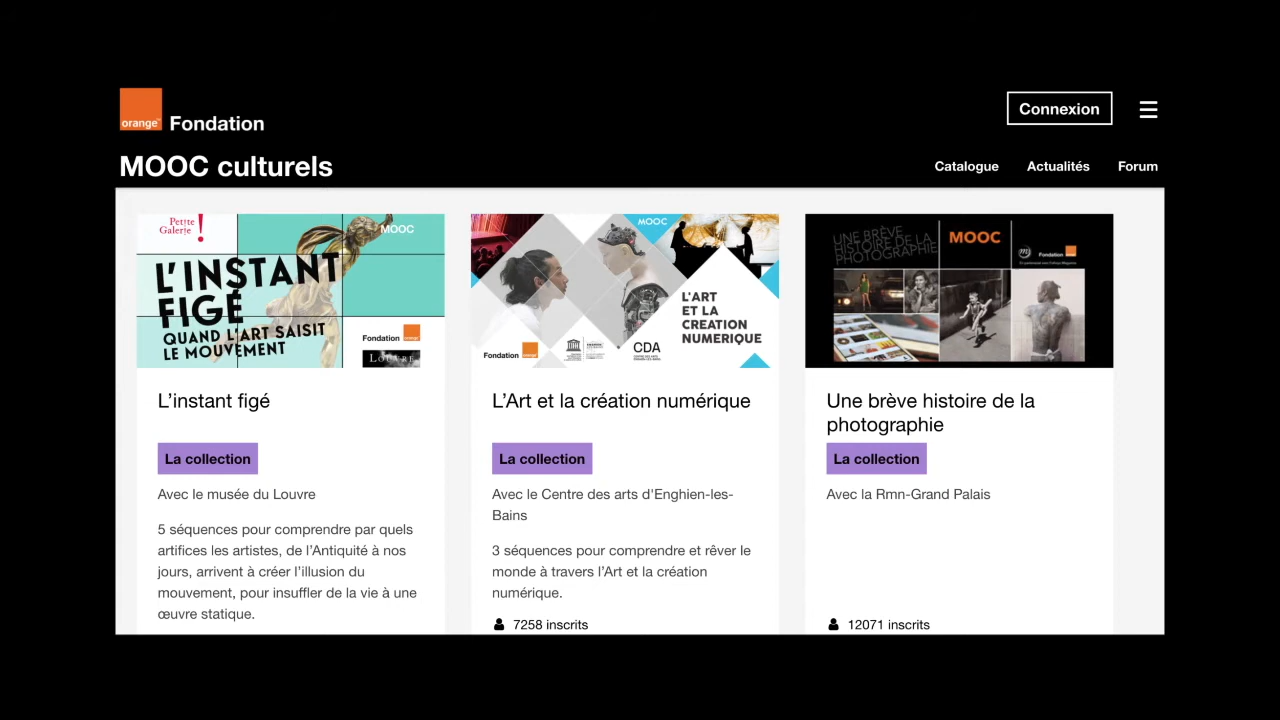 orange™
Fondation
Connexion
MOOC culturels
Catalogue
Actualités
Forum
Petite
Galerie !
MOOC
L'INSTANT
FIGÉ
QUAND L'ART SAISIT
LE MOUVEMENT
Fondation
LOUVRE
MOOC
L'ART
ET LA
CREATION
NUMERIQUE
Fondation
CDA
UNE BRÈVE
HISTOIRE DE LA
PHOTOGRAPHIE
MOOC
Fondation
L'instant figé
La collection
Avec le musée du Louvre
5 séquences pour comprendre par quels
artifices les artistes, de l'Antiquité à nos
jours, arrivent à créer l'illusion du
mouvement, pour insuffler de la vie à une
œuvre statique.
L'Art et la création numérique
La collection
Avec le Centre des arts d'Enghien-les-
Bains
3 séquences pour comprendre et rêver le
monde à travers l'Art et la création
numérique.
7258 inscrits
Une brève histoire de la
photographie
La collection
Avec la Rmn-Grand Palais
12071 inscrits